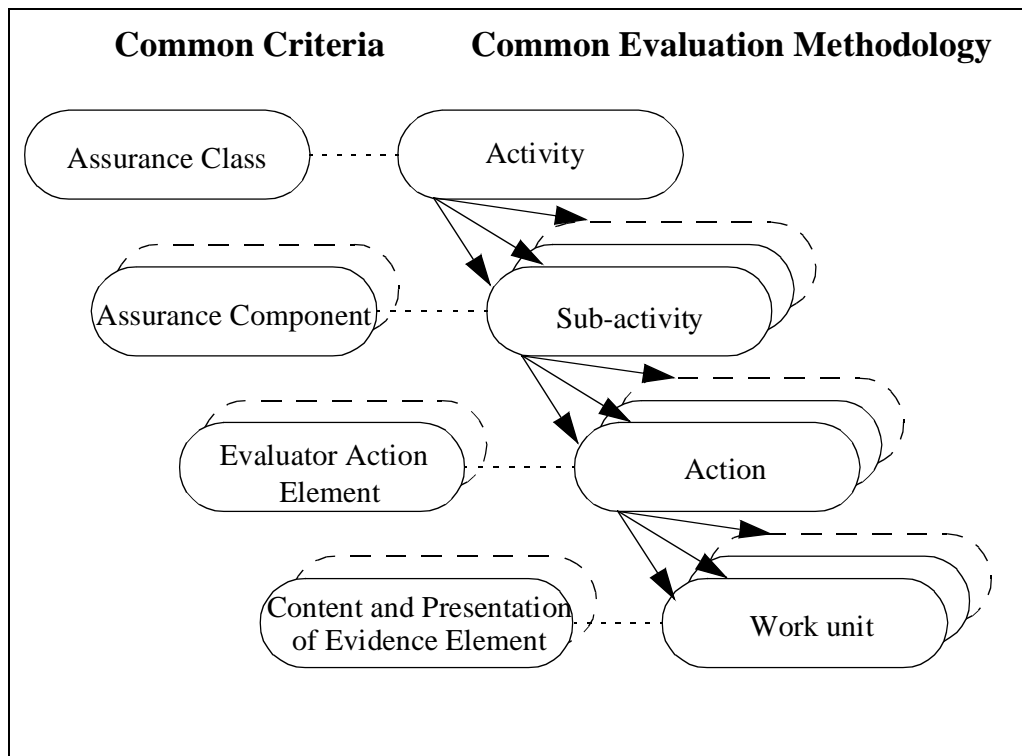 Common Criteria
Common Evaluation Methodology
Assurance Class
Activity
Assurance Component
Sub-activity
Evaluator Action
Element
Action
Content and Presentation
of Evidence Element
Work unit